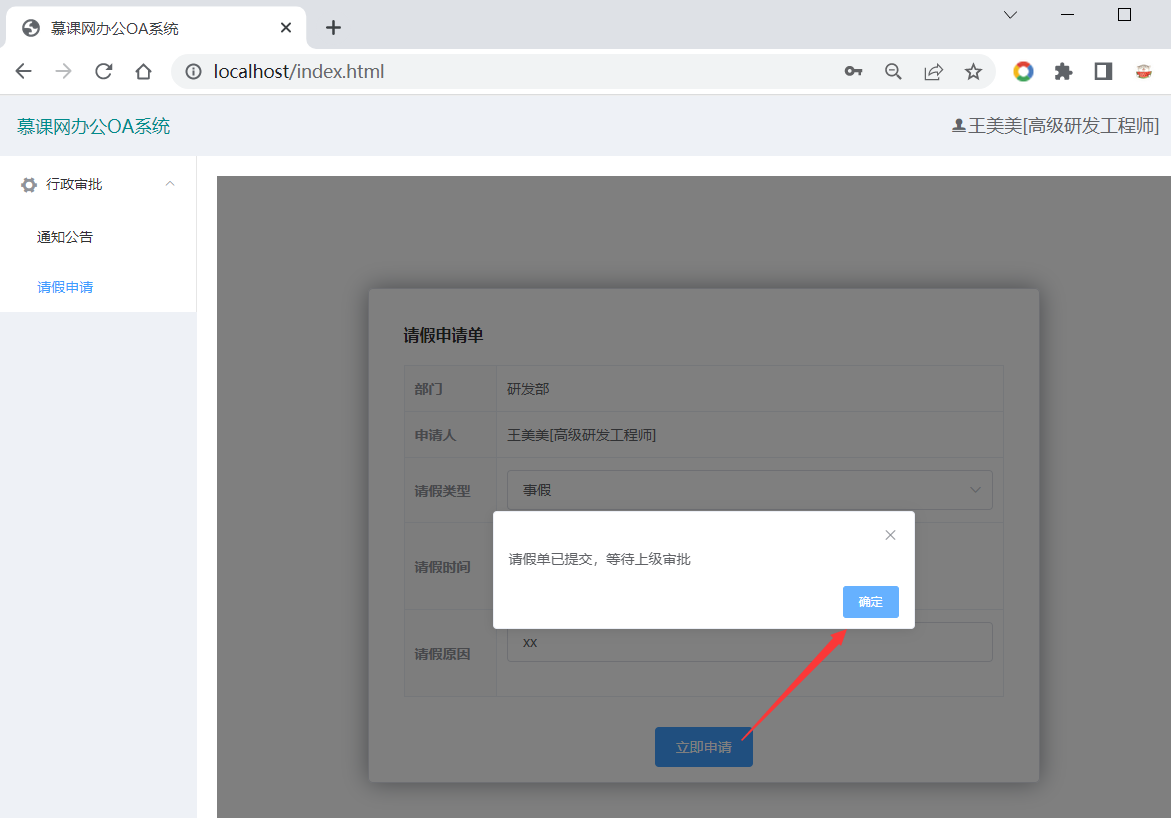 慕课网办公OA系统
localhost/index.html
慕课网办公OA系统
王美美[高级研发工程师]
行政审批
通知公告
请假申请
请假申请单
部门 研发部
申请人 王美美[高级研发工程师]
请假类型 事假
请假时间
请假单已提交，等待上级审批
确定
请假原因 xx
立即申请